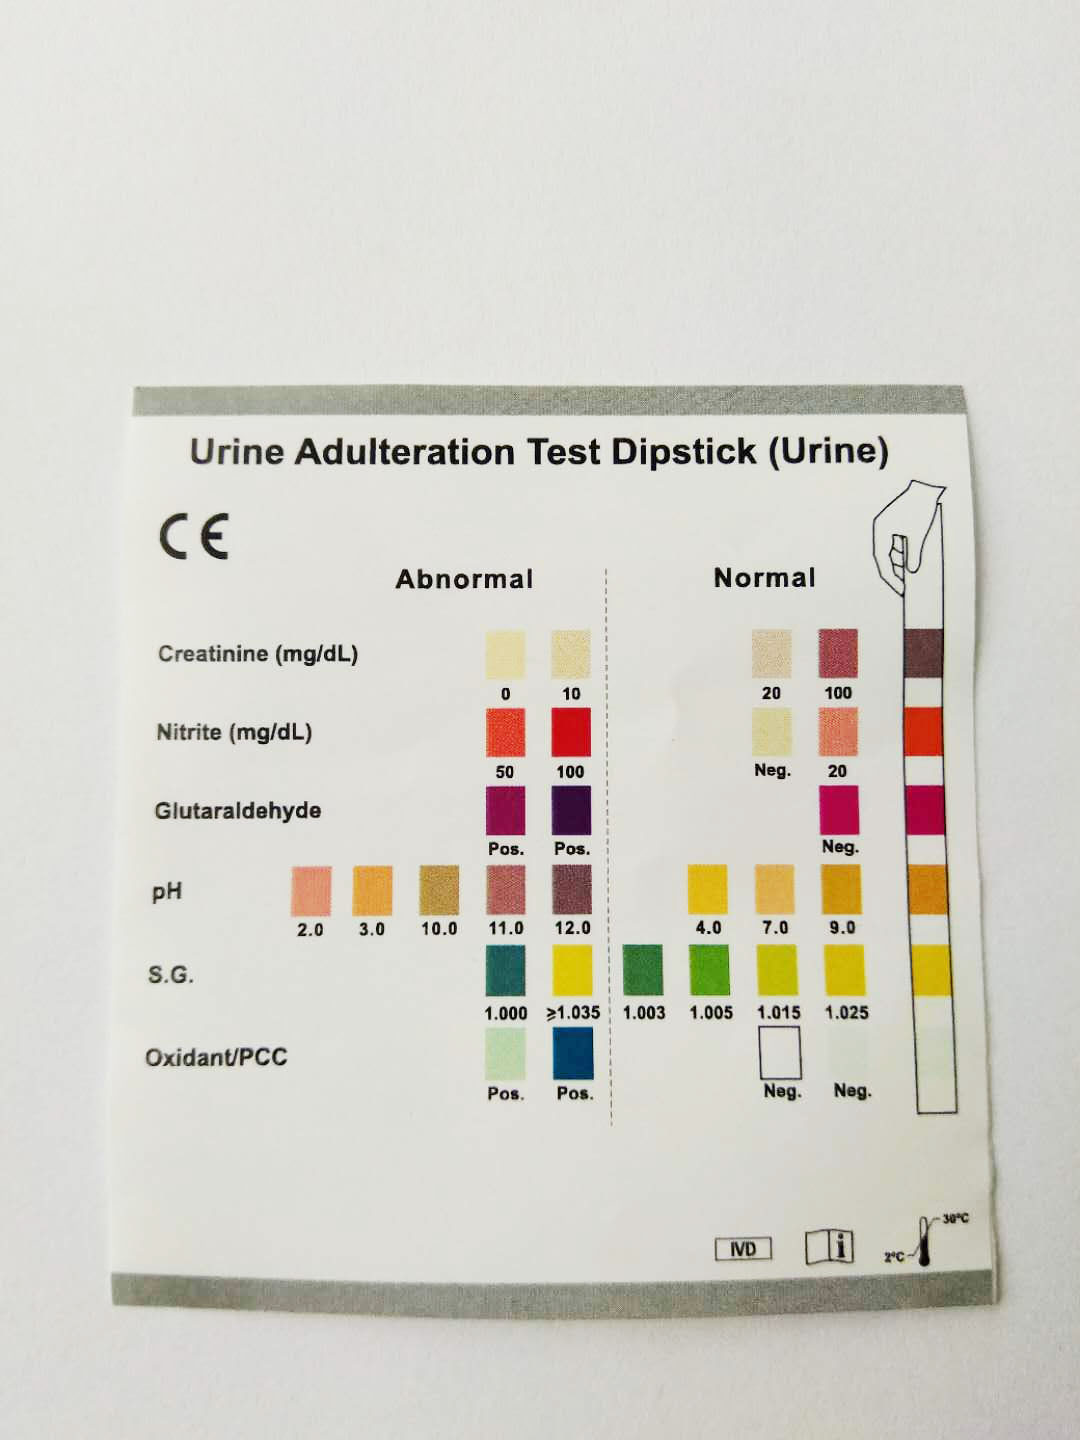 Urine Adulteration Test Dipstick (Urine)
CE
Abnormal Normal
Creatinine (mg/dL)
0 10 20 100
Nitrite (mg/dL)
50 100 Neg. 20
Glutaraldehyde
Pos. Pos. Neg.
pH
2.0 3.0 10.0 11.0 12.0 4.0 7.0 9.0
S.G.
1.000 ⩾1.035 1.003 1.005 1.015 1.025
Oxidant/PCC
Pos. Pos. Neg. Neg.
30°C
IVD i 2°C